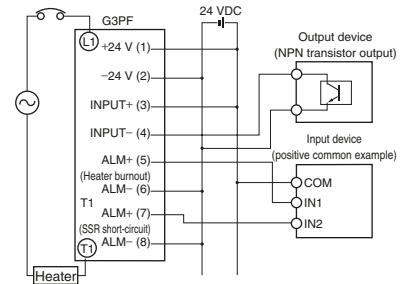 24 VDC
G3PF
L1
+24 V (1)
−24 V (2)
INPUT+ (3)
INPUT− (4)
ALM+ (5)
(Heater burnout)
ALM− (6)
T1
ALM+ (7)
(SSR short-circuit)
ALM− (8)
T1
Heater
Output device
(NPN transistor output)
Input device
(positive common example)
COM
IN1
IN2